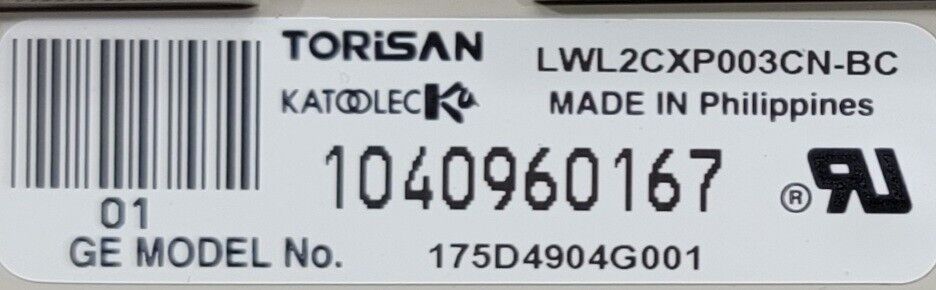 TORiSAN LWL2CXP003CN-BC
KATOOLEC MADE IN Philippines
1040960167
01
GE MODEL No. 175D4904G001